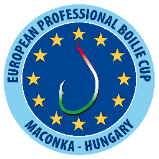 EUROPEAN PROFESSIONAL BOILIE CUP
MACONKA - HUNGARY